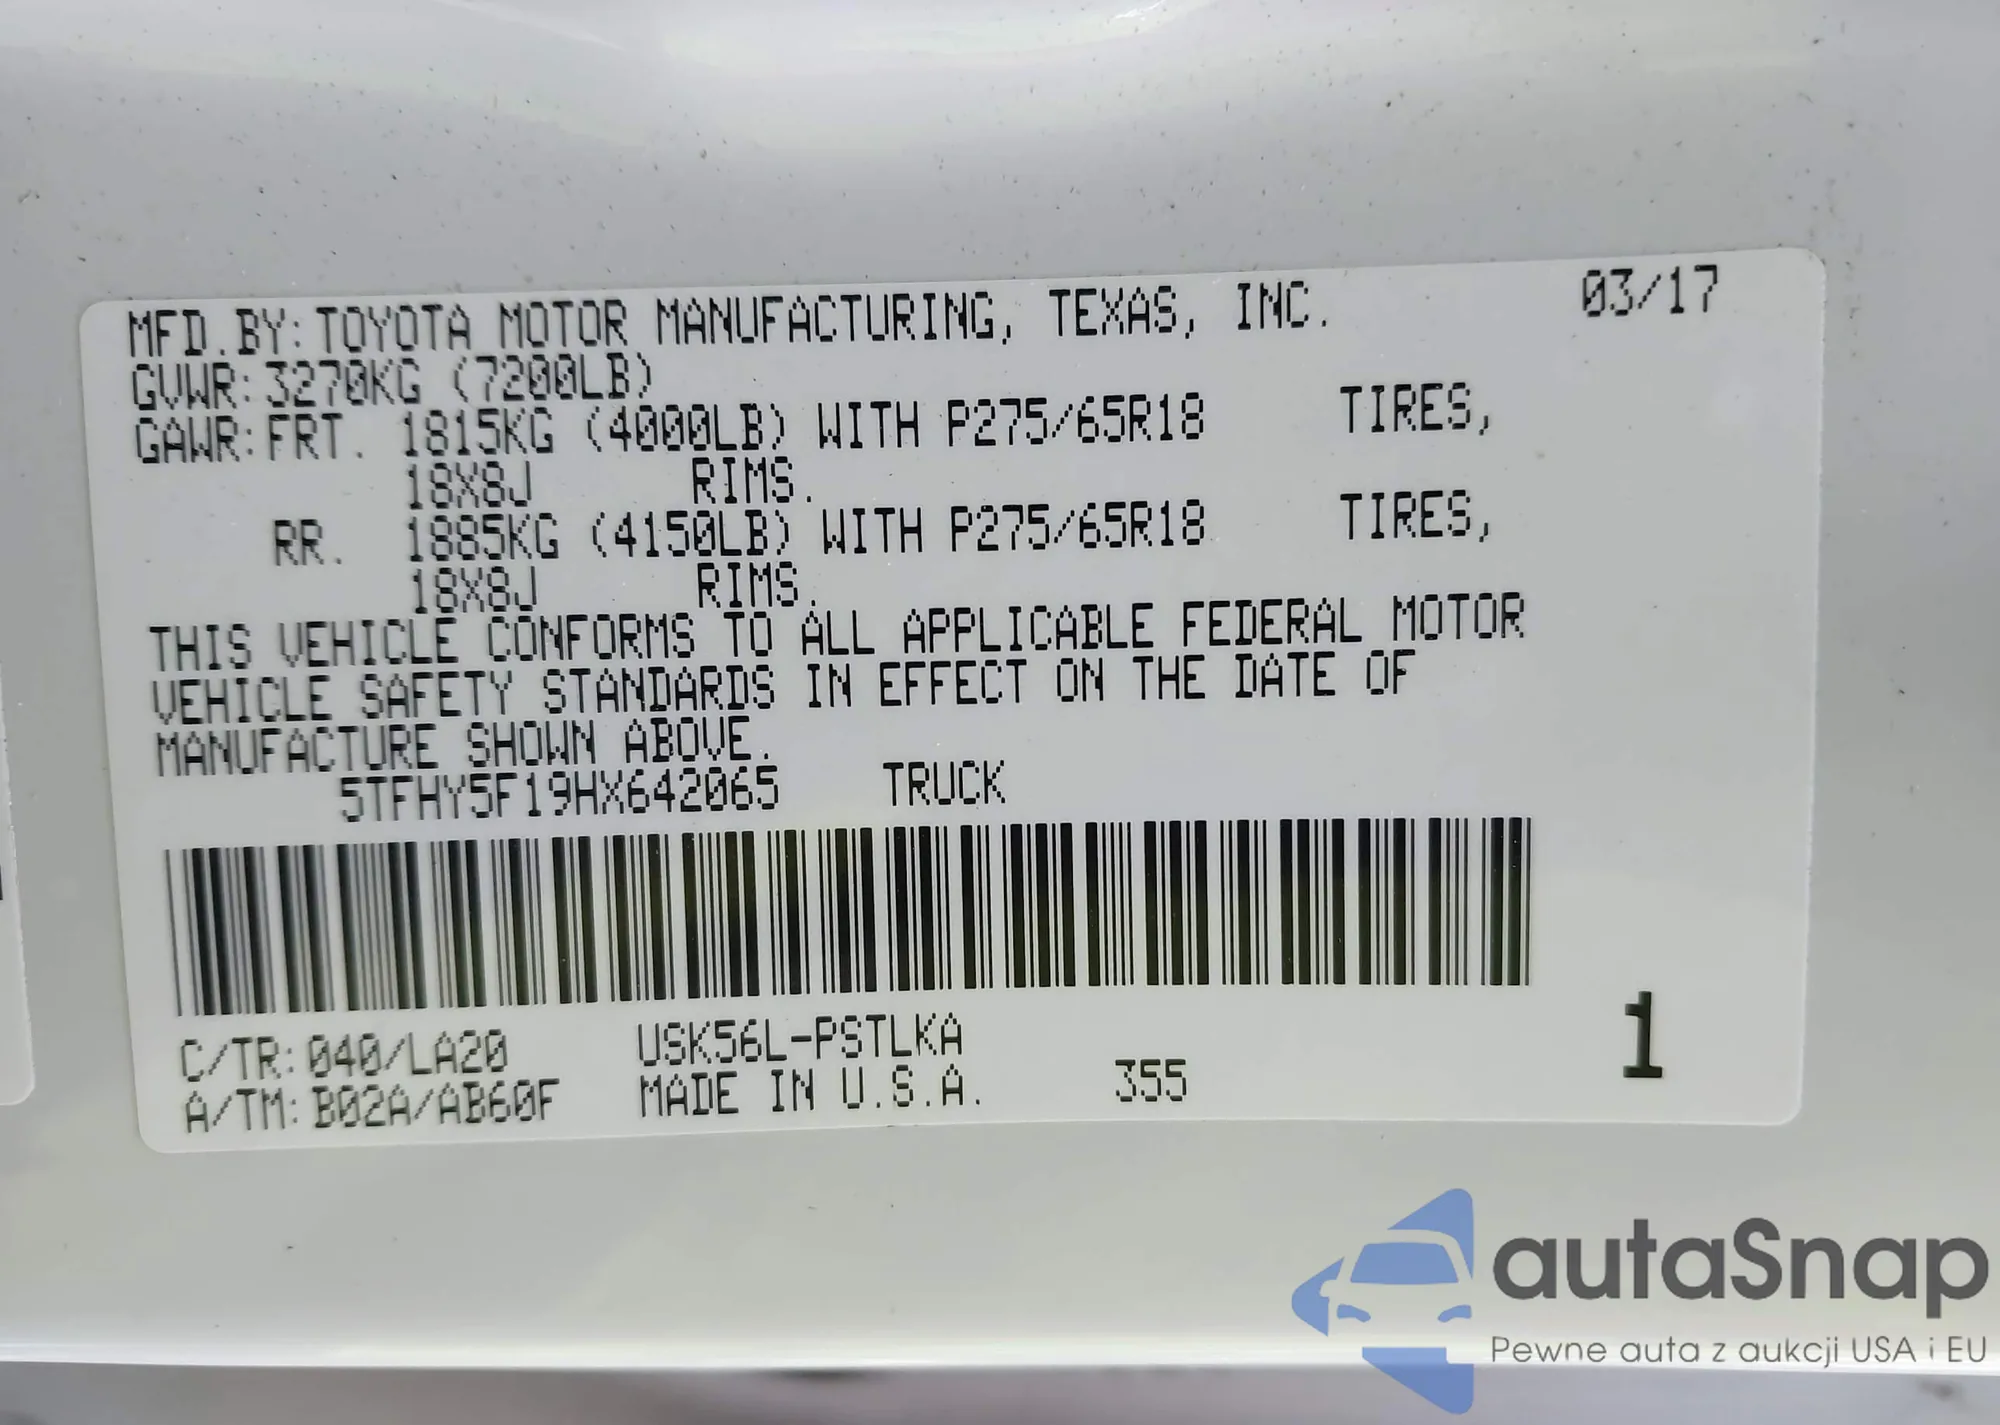 MFD.BY:TOYOTA MOTOR MANUFACTURING, TEXAS, INC. 03/17
GVWR:3270KG (7200LB)
GAWR:FRT. 1815KG (4000LB) WITH P275/65R18 TIRES,
18X8J RIMS.
RR. 1885KG (4150LB) WITH P275/65R18 TIRES,
18X8J RIMS.
THIS VEHICLE CONFORMS TO ALL APPLICABLE FEDERAL MOTOR
VEHICLE SAFETY STANDARDS IN EFFECT ON THE DATE OF
MANUFACTURE SHOWN ABOVE.
5TFHY5F19HX642065 TRUCK
C/TR:040/LA20 USK56L-PSTLKA
A/TM:B02A/AB60F MADE IN U.S.A. 355 1
autaSnap
Pewne auta z aukcji USA i EU